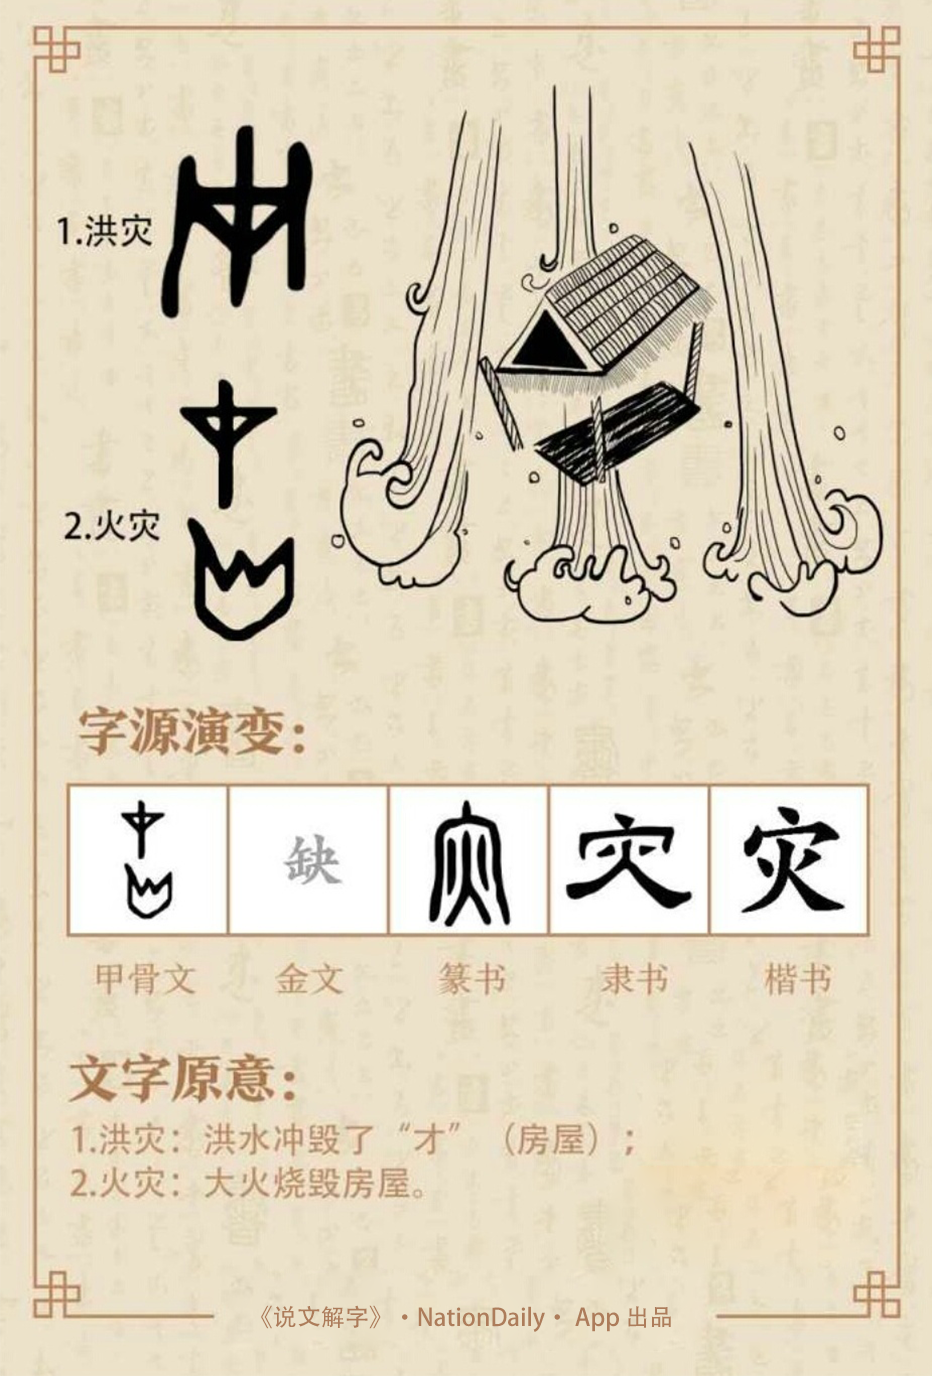 1.洪灾
2.火灾
字源演变：
缺
灾 灾 灾
甲骨文 金文 篆书 隶书 楷书
文字原意：
1.洪灾：洪水冲毁了“才”（房屋）；
2.火灾：大火烧毁房屋。
《说文解字》·NationDaily· App 出品